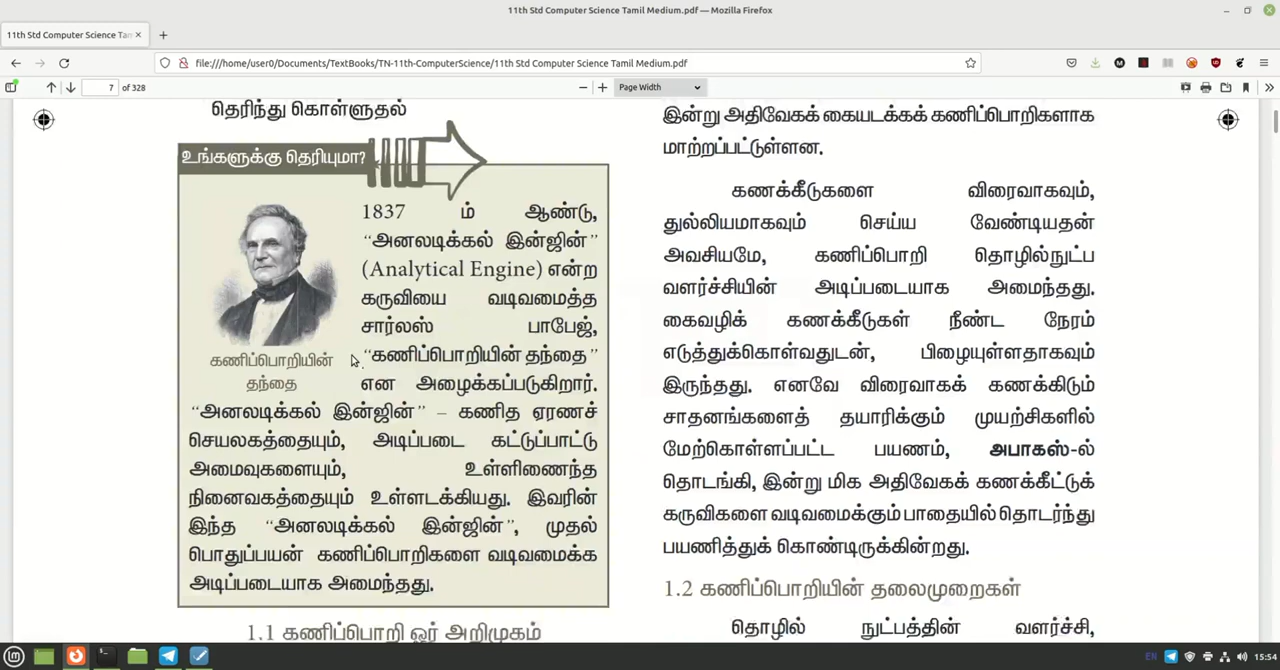 11th Std Computer Science Tamil Medium.pdf — Mozilla Firefox
11th Std Computer Science Tan
file:///home/user0/Documents/TextBooks/TN-11th-ComputerScience/11th Std Computer Science Tamil Medium.pdf
7 of 328
Page Width
தெரிந்து கொள்ளுதல்
உங்களுக்கு தெரியுமா?
1837 ம் ஆண்டு,
“அனலடிக்கல் இன்ஜின்”
(Analytical Engine) என்ற
கருவியை வடிவமைத்த
சார்லஸ் பாபேஜ்,
“கணிப்பொறியின் தந்தை”
என அழைக்கப்படுகிறார்.
கணிப்பொறியின்
தந்தை
“அனலடிக்கல் இன்ஜின்” – கணித ஏரணச்
செயலகத்தையும், அடிப்படை கட்டுப்பாட்டு
அமைவுகளையும், உள்ளிணைந்த
நினைவகத்தையும் உள்ளடக்கியது. இவரின்
இந்த “அனலடிக்கல் இன்ஜின்”, முதல்
பொதுப்பயன் கணிப்பொறிகளை வடிவமைக்க
அடிப்படையாக அமைந்தது.
1.1 கணிப்பொறி ஓர் அறிமுகம்
இன்று அதிவேகக் கையடக்கக் கணிப்பொறிகளாக
மாற்றப்பட்டுள்ளன.
கணக்கீடுகளை விரைவாகவும்,
துல்லியமாகவும் செய்ய வேண்டியதன்
அவசியமே, கணிப்பொறி தொழில்நுட்ப
வளர்ச்சியின் அடிப்படையாக அமைந்தது.
கைவழிக் கணக்கீடுகள் நீண்ட நேரம்
எடுத்துக்கொள்வதுடன், பிழையுள்ளதாகவும்
இருந்தது. எனவே விரைவாகக் கணக்கிடும்
சாதனங்களைத் தயாரிக்கும் முயற்சிகளில்
மேற்கொள்ளப்பட்ட பயணம், அபாகஸ்-ல்
தொடங்கி, இன்று மிக அதிவேகக் கணக்கீட்டுக்
கருவிகளை வடிவமைக்கும் பாதையில் தொடர்ந்து
பயணித்துக் கொண்டிருக்கின்றது.
1.2 கணிப்பொறியின் தலைமுறைகள்
தொழில் நுட்பத்தின் வளர்ச்சி,
EN 15:54